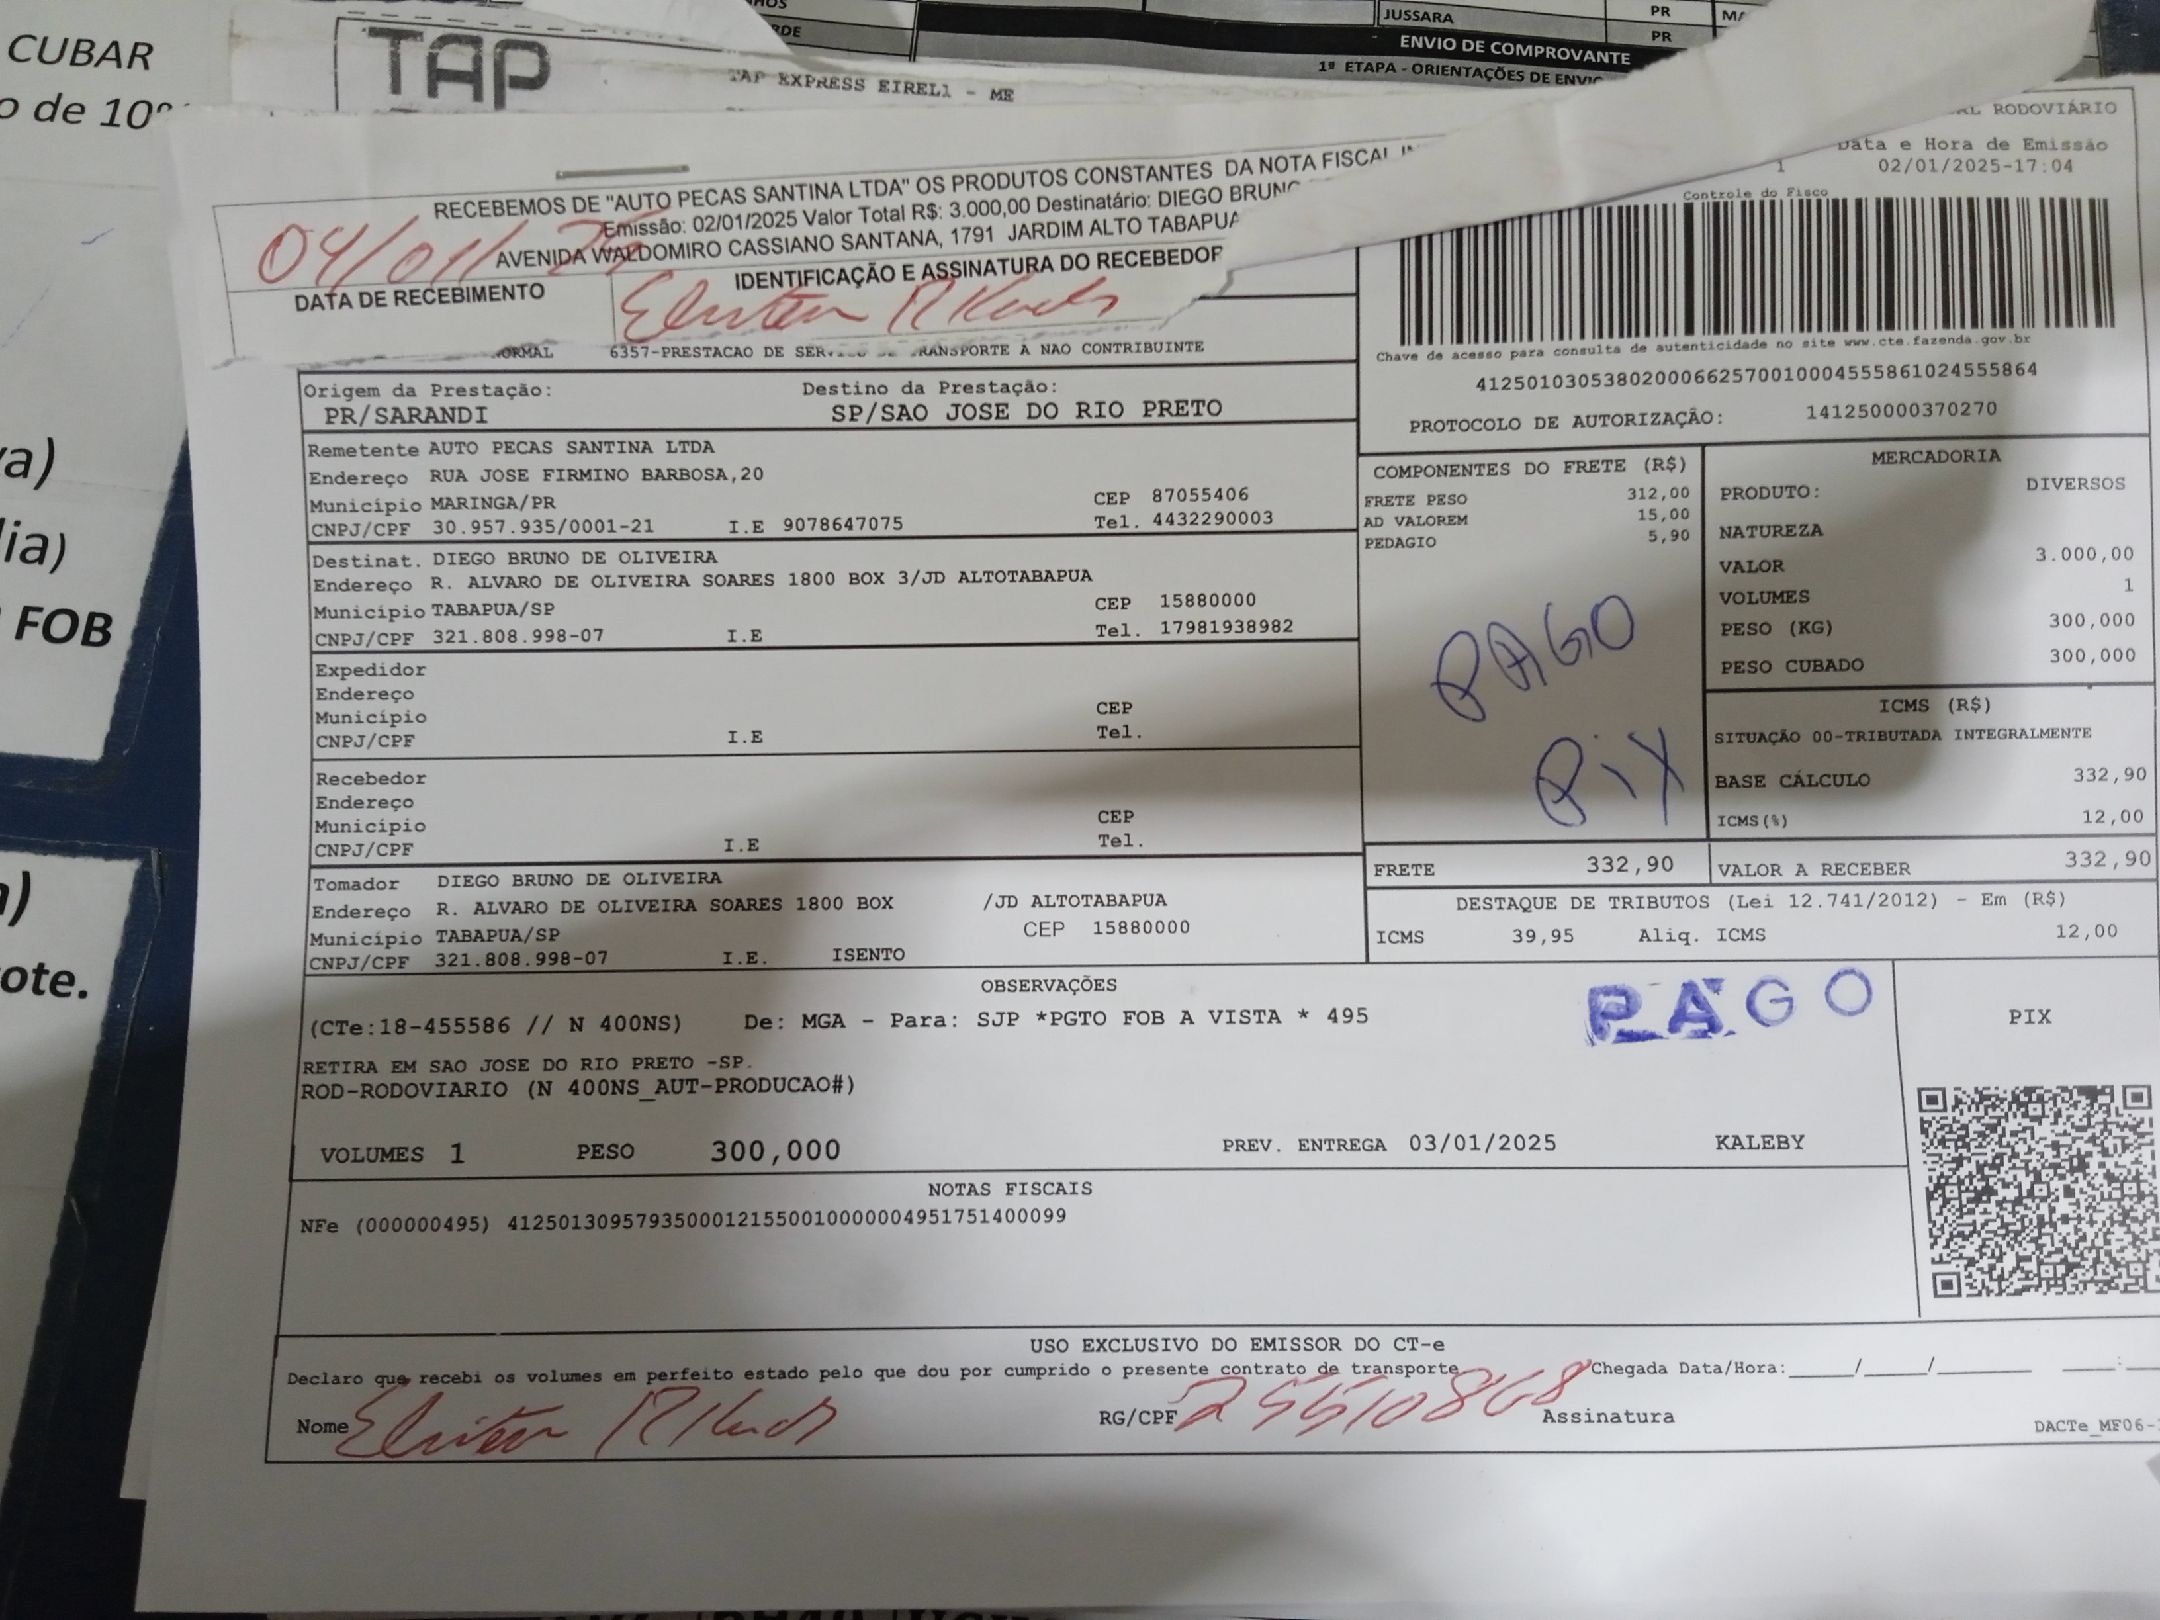 CUBAR
o de 10º
TAP
TAP EXPRESS EIRELI - ME
JUSSARA PR
PR
ENVIO DE COMPROVANTE
1ª ETAPA - ORIENTAÇÕES DE ENVIO
RODOVIÁRIO
Data e Hora de Emissão
1 02/01/2025-17:04
RECEBEMOS DE "AUTO PECAS SANTINA LTDA" OS PRODUTOS CONSTANTES DA NOTA FISCAL
Emissão: 02/01/2025 Valor Total R$: 3.000,00 Destinatário: DIEGO BRUNO
AVENIDA WALDOMIRO CASSIANO SANTANA, 1791 JARDIM ALTO TABAPUA
04/01/25
DATA DE RECEBIMENTO
IDENTIFICAÇÃO E ASSINATURA DO RECEBEDOR
Controle do Fisco
Chave de acesso para consulta de autenticidade no site www.cte.fazenda.gov.br
41250103053802000662570010004555861024555864
PROTOCOLO DE AUTORIZAÇÃO: 141250000370270
NORMAL 6357-PRESTACAO DE SERVICO DE TRANSPORTE A NAO CONTRIBUINTE
Origem da Prestação: Destino da Prestação:
PR/SARANDI SP/SAO JOSE DO RIO PRETO
Remetente AUTO PECAS SANTINA LTDA
Endereço RUA JOSE FIRMINO BARBOSA,20
Município MARINGA/PR CEP 87055406
CNPJ/CPF 30.957.935/0001-21 I.E 9078647075 Tel. 4432290003
Destinat. DIEGO BRUNO DE OLIVEIRA
Endereço R. ALVARO DE OLIVEIRA SOARES 1800 BOX 3/JD ALTOTABAPUA
Município TABAPUA/SP CEP 15880000
CNPJ/CPF 321.808.998-07 I.E Tel. 17981938982
Expedidor
Endereço
Município CEP
CNPJ/CPF I.E Tel.
Recebedor
Endereço
Município CEP
CNPJ/CPF I.E Tel.
Tomador DIEGO BRUNO DE OLIVEIRA
Endereço R. ALVARO DE OLIVEIRA SOARES 1800 BOX /JD ALTOTABAPUA
Município TABAPUA/SP CEP 15880000
CNPJ/CPF 321.808.998-07 I.E. ISENTO
COMPONENTES DO FRETE (R$)
FRETE PESO 312,00
AD VALOREM 15,00
PEDAGIO 5,90
PAGO
PIX
MERCADORIA
PRODUTO: DIVERSOS
NATUREZA
VALOR 3.000,00
VOLUMES 1
PESO (KG) 300,000
PESO CUBADO 300,000
ICMS (R$)
SITUAÇÃO 00-TRIBUTADA INTEGRALMENTE
BASE CÁLCULO 332,90
ICMS(%) 12,00
FRETE 332,90 VALOR A RECEBER 332,90
DESTAQUE DE TRIBUTOS (Lei 12.741/2012) - Em (R$)
ICMS 39,95 Aliq. ICMS 12,00
OBSERVAÇÕES
(CTe:18-455586 // N 400NS) De: MGA - Para: SJP *PGTO FOB A VISTA * 495
RETIRA EM SAO JOSE DO RIO PRETO -SP.
ROD-RODOVIARIO (N 400NS_AUT-PRODUCAO#)
PAGO
PIX
VOLUMES 1 PESO 300,000 PREV. ENTREGA 03/01/2025 KALEBY
NOTAS FISCAIS
NFe (000000495) 41250130957935000121550010000004951751400099
USO EXCLUSIVO DO EMISSOR DO CT-e
Declaro que recebi os volumes em perfeito estado pelo que dou por cumprido o presente contrato de transporte Chegada Data/Hora:____/____/______ ____:
Nome RG/CPF 25510868 Assinatura
DACTe_MF06-
va)
lia)
FOB
ote.